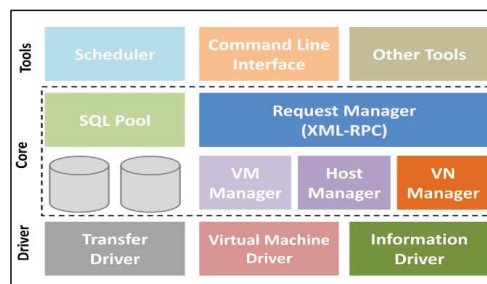 Tools
Scheduler
Command Line
Interface
Other Tools
Core
SQL Pool
Request Manager
(XML-RPC)
VM
Manager
Host
Manager
VN
Manager
Driver
Transfer
Driver
Virtual Machine
Driver
Information
Driver